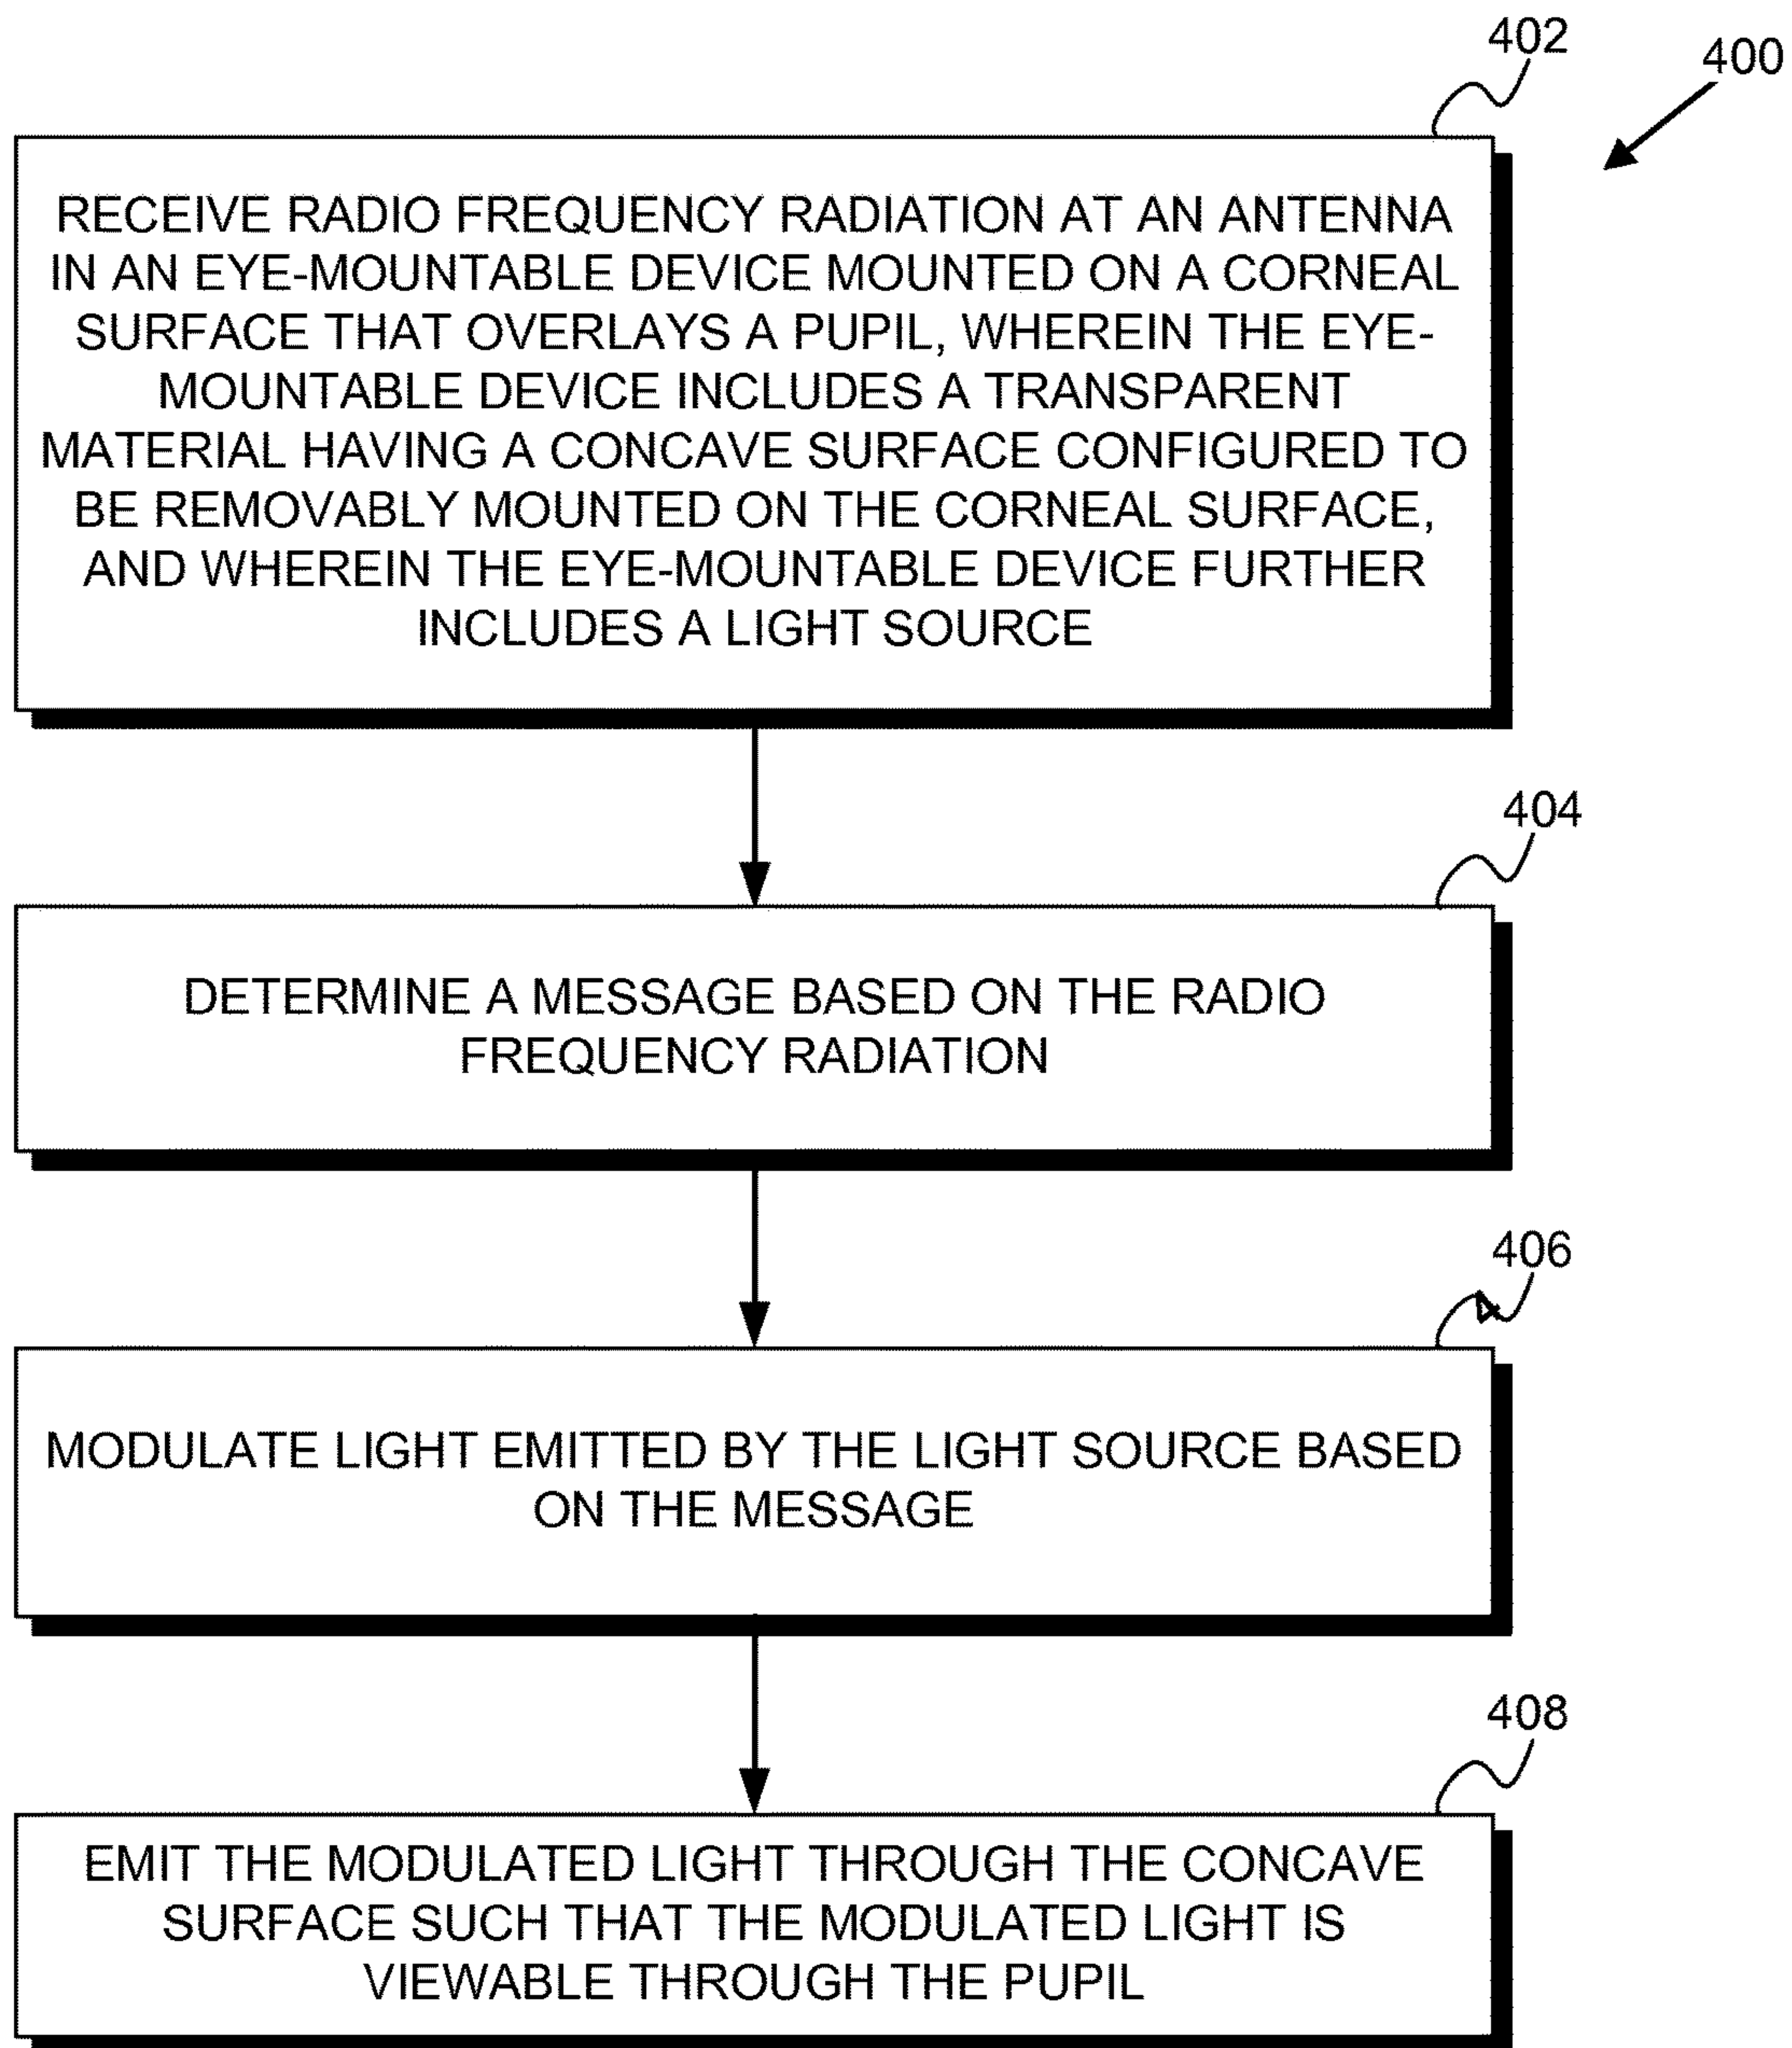 402
400
RECEIVE RADIO FREQUENCY RADIATION AT AN ANTENNA
IN AN EYE-MOUNTABLE DEVICE MOUNTED ON A CORNEAL
SURFACE THAT OVERLAYS A PUPIL, WHEREIN THE EYE-
MOUNTABLE DEVICE INCLUDES A TRANSPARENT
MATERIAL HAVING A CONCAVE SURFACE CONFIGURED TO
BE REMOVABLY MOUNTED ON THE CORNEAL SURFACE,
AND WHEREIN THE EYE-MOUNTABLE DEVICE FURTHER
INCLUDES A LIGHT SOURCE
404
DETERMINE A MESSAGE BASED ON THE RADIO
FREQUENCY RADIATION
406
MODULATE LIGHT EMITTED BY THE LIGHT SOURCE BASED
ON THE MESSAGE
408
EMIT THE MODULATED LIGHT THROUGH THE CONCAVE
SURFACE SUCH THAT THE MODULATED LIGHT IS
VIEWABLE THROUGH THE PUPIL